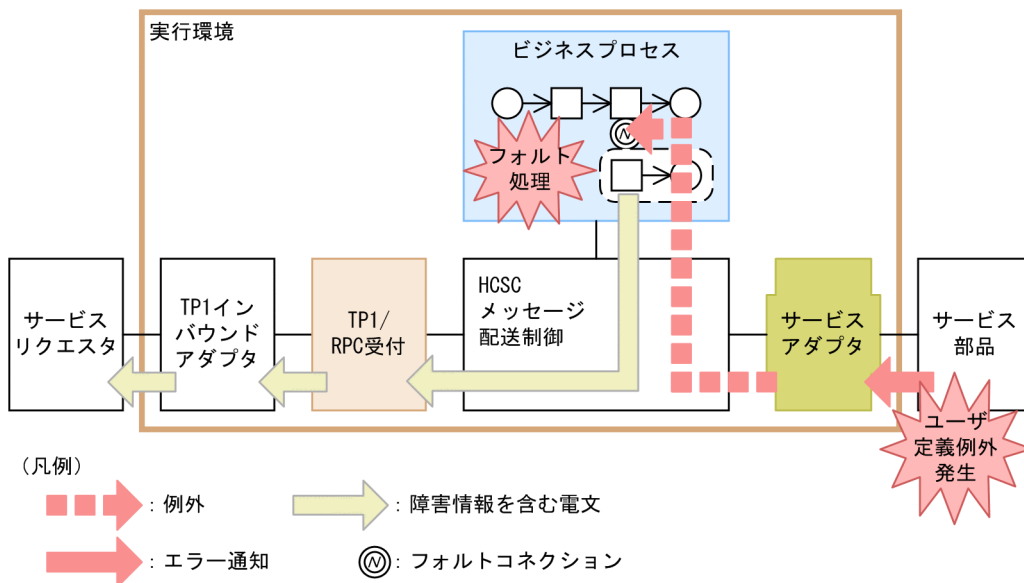 実行環境
ビジネスプロセス
フォルト
処理
サービス
リクエスタ
TP1イン
バウンド
アダプタ
TP1/
RPC受付
HCSC
メッセージ
配送制御
サービス
アダプタ
サービス
部品
ユーザ
定義例外
発生
（凡例）
：例外
：障害情報を含む電文
：エラー通知
N
：フォルトコネクション